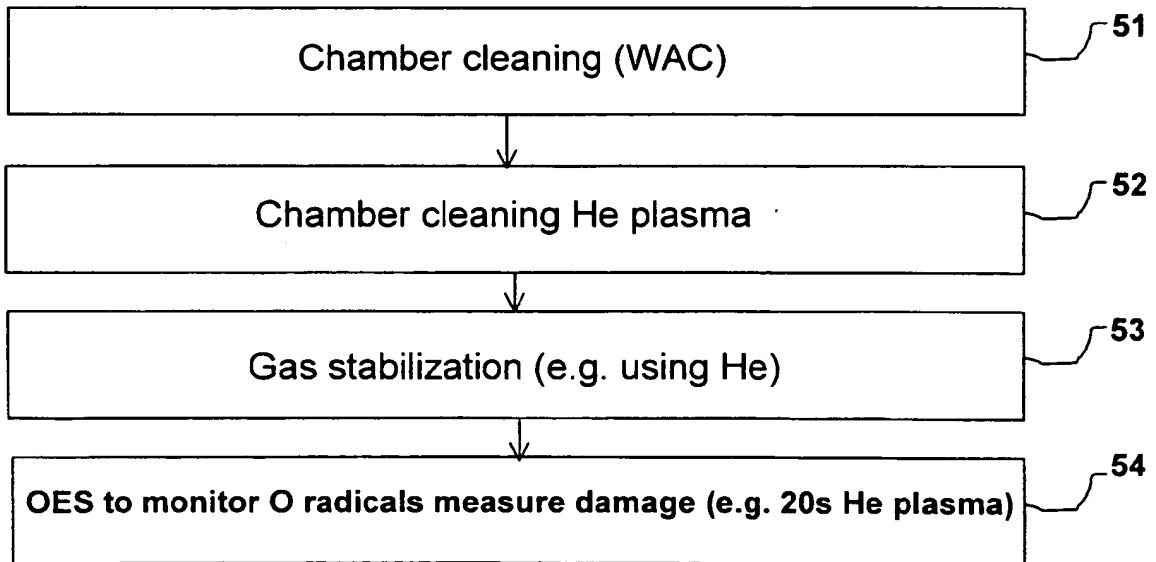 51
Chamber cleaning (WAC)
52
Chamber cleaning He plasma
53
Gas stabilization (e.g. using He)
54
OES to monitor O radicals measure damage (e.g. 20s He plasma)